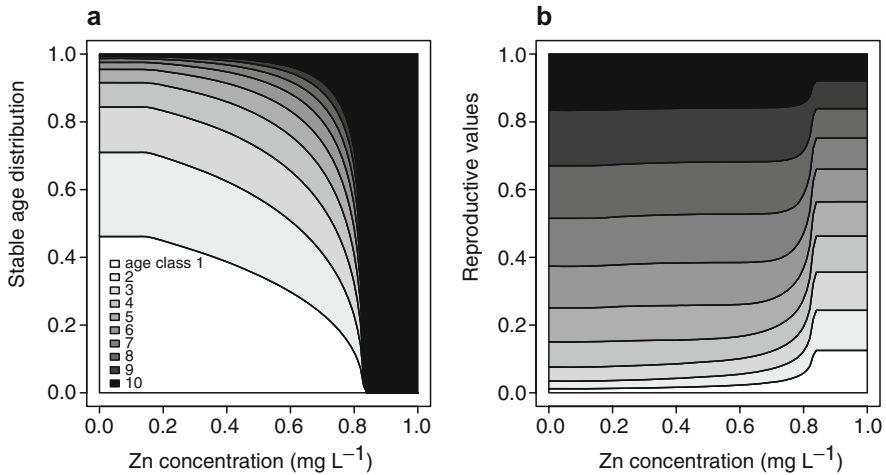 a
Stable age distribution
1.0
0.8
0.6
0.4
0.2
0.0
age class 1
2
3
4
5
6
7
8
9
10
0.0 0.2 0.4 0.6 0.8 1.0
Zn concentration (mg L⁻¹)
b
Reproductive values
1.0
0.8
0.6
0.4
0.2
0.0
0.0 0.2 0.4 0.6 0.8 1.0
Zn concentration (mg L⁻¹)